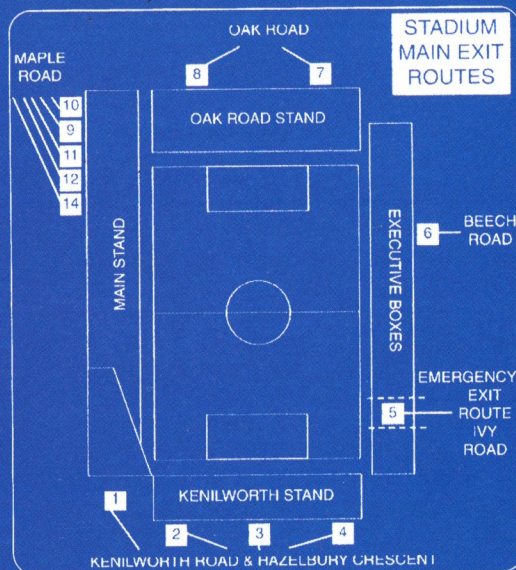 OAK ROAD
STADIUM
MAIN EXIT
ROUTES
MAPLE
ROAD
8
7
10
9
11
12
14
OAK ROAD STAND
MAIN STAND
EXECUTIVE BOXES
6
BEECH
ROAD
EMERGENCY
EXIT
5
ROUTE
IVY
ROAD
KENILWORTH STAND
1
2
3
4
KENILWORTH ROAD & HAZELBURY CRESCENT